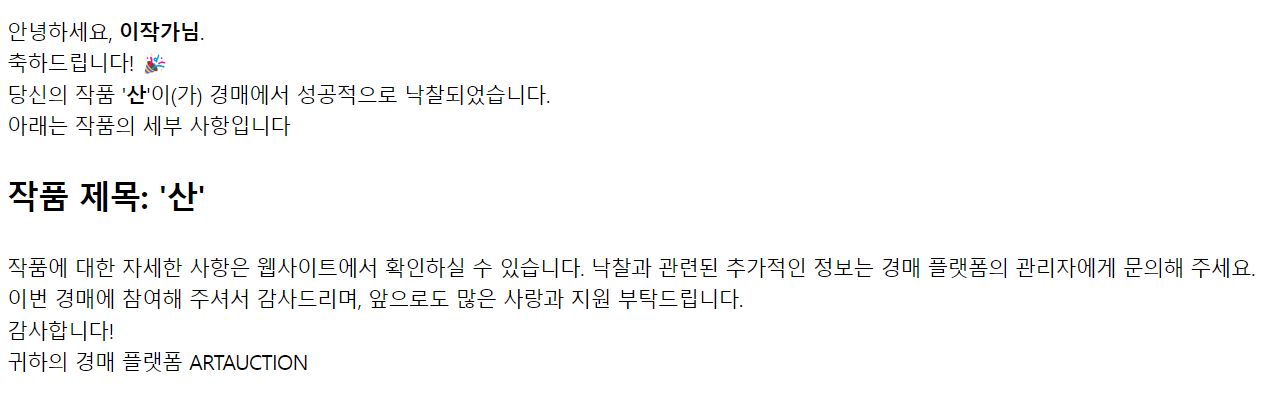 안녕하세요, 이작가님.
축하드립니다! 🎉
당신의 작품 '산'이(가) 경매에서 성공적으로 낙찰되었습니다.
아래는 작품의 세부 사항입니다
작품 제목: '산'
작품에 대한 자세한 사항은 웹사이트에서 확인하실 수 있습니다. 낙찰과 관련된 추가적인 정보는 경매 플랫폼의 관리자에게 문의해 주세요.
이번 경매에 참여해 주셔서 감사드리며, 앞으로도 많은 사랑과 지원 부탁드립니다.
감사합니다!
귀하의 경매 플랫폼 ARTAUCTION